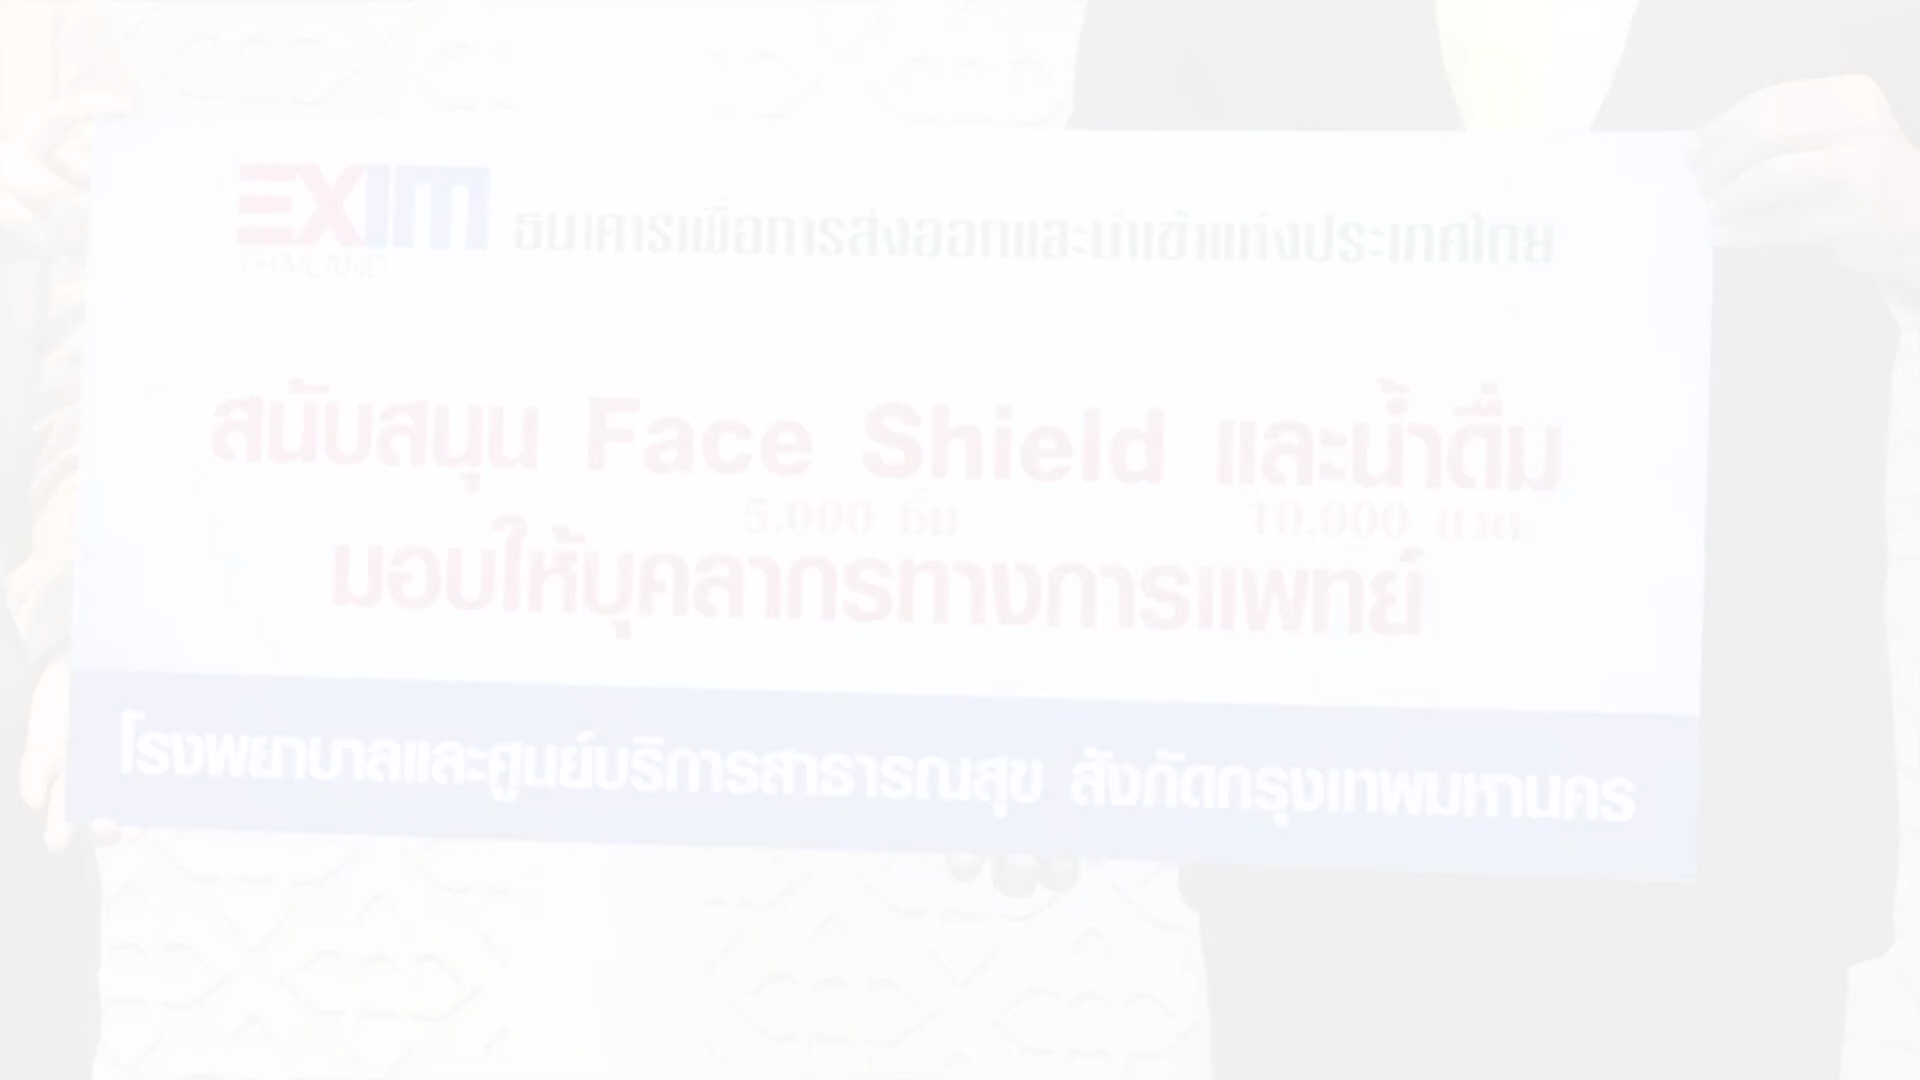 EXIM
THAILAND
ธนาคารเพื่อการส่งออกและนำเข้าแห่งประเทศไทย
สนับสนุน Face Shield และน้ำดื่ม
5,000 ชิ้น 10,000 ขวด
มอบให้บุคลากรทางการแพทย์
โรงพยาบาลและศูนย์บริการสาธารณสุข สังกัดกรุงเทพมหานคร